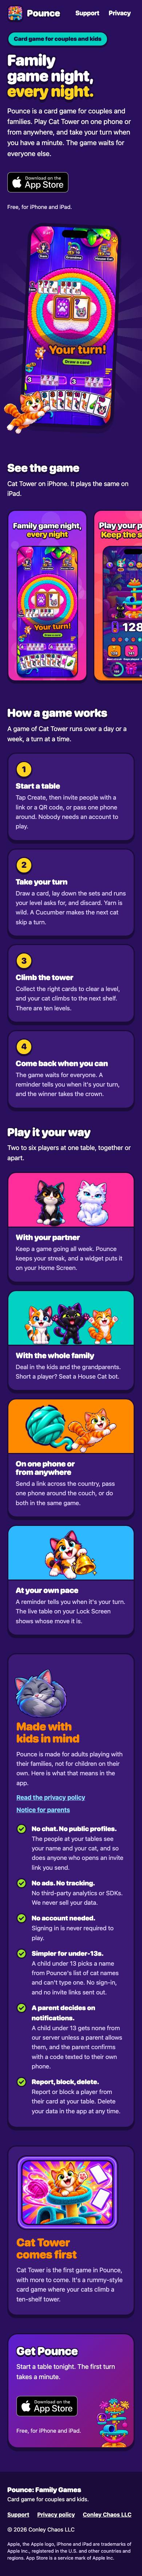 Pounce
Support
Privacy
Card game for couples and kids
Family
game night,
every night.
Pounce is a card game for couples and
families. Play Cat Tower on one phone or
from anywhere, and take your turn when
you have a minute. The game waits for
everyone else.
Download on the
App Store
Free, for iPhone and iPad.
Your turn!
Draw a card
See the game
Cat Tower on iPhone. It plays the same on
iPad.
Family game night,
every night
Your turn!
Play your p
Keep the s
128
How a game works
A game of Cat Tower runs over a day or a
week, a turn at a time.
1
Start a table
Tap Create, then invite people with a
link or a QR code, or pass one phone
around. Nobody needs an account to
play.
2
Take your turn
Draw a card, lay down the sets and runs
your level asks for, and discard. Yarn is
wild. A Cucumber makes the next cat
skip a turn.
3
Climb the tower
Collect the right cards to clear a level,
and your cat climbs to the next shelf.
There are ten levels.
4
Come back when you can
The game waits for everyone. A
reminder tells you when it's your turn,
and the winner takes the crown.
Play it your way
Two to six players at one table, together or
apart.
With your partner
Keep a game going all week. Pounce
keeps your streak, and a widget puts it
on your Home Screen.
With the whole family
Deal in the kids and the grandparents.
Short a player? Seat a House Cat bot.
On one phone or
from anywhere
Send a link across the country, pass
one phone around the couch, or do
both in the same game.
At your own pace
A reminder tells you when it's your turn.
The live table on your Lock Screen
shows whose move it is.
Made with
kids in mind
Pounce is made for adults playing with
their families, not for children on their
own. Here is what that means in the
app.
Read the privacy policy
Notice for parents
No chat. No public profiles.
The people at your tables see
your name and your cat, and so
does anyone who opens an invite
link you send.
No ads. No tracking.
No third-party analytics or SDKs.
We never sell your data.
No account needed.
Signing in is never required to
play.
Simpler for under-13s.
A child under 13 picks a name
from Pounce's list of cat names
and can't type one. No sign-in,
and no invite links sent out.
A parent decides on
notifications.
A child under 13 gets none from
our server unless a parent allows
them, and the parent confirms
with a code texted to their own
phone.
Report, block, delete.
Report or block a player from
their card at your table. Delete
your data in the app at any time.
Cat Tower
comes first
Cat Tower is the first game in Pounce,
with more to come. It's a rummy-style
card game where your cats climb a
ten-shelf tower.
Get Pounce
Start a table tonight. The first turn
takes a minute.
Download on the
App Store
Free, for iPhone and iPad.
Pounce: Family Games
Card game for couples and kids.
Support
Privacy policy
Conley Chaos LLC
© 2026 Conley Chaos LLC
Apple, the Apple logo, iPhone and iPad are trademarks of
Apple Inc., registered in the U.S. and other countries and
regions. App Store is a service mark of Apple Inc.